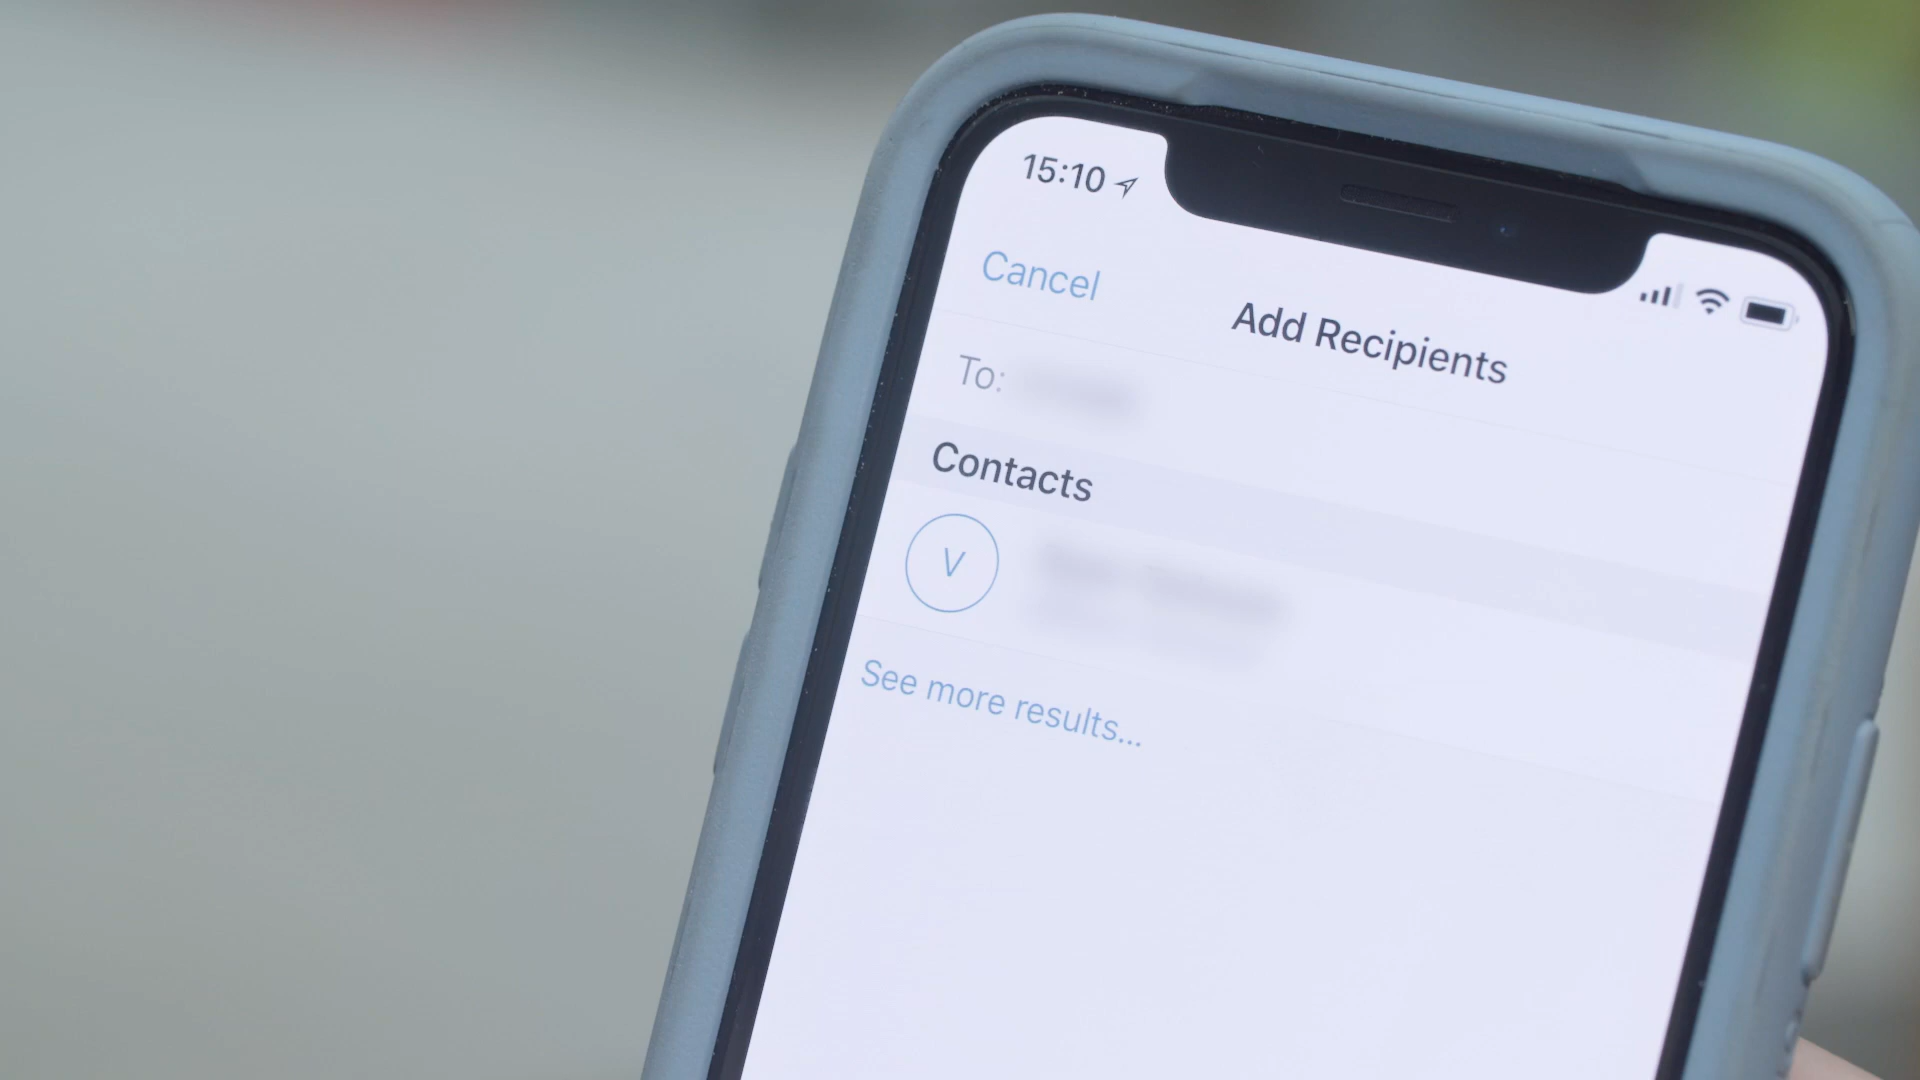 15:10
Cancel
Add Recipients
To:
Contacts
V
See more results...